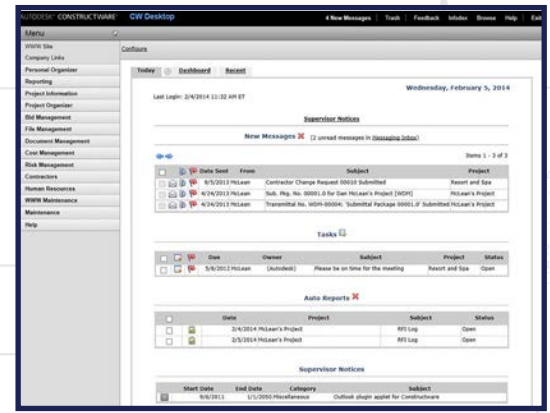 AUTODESK® CONSTRUCTWARE® CW Desktop 4 New Messages Trash Feedback Infodex Browse Help Exit
Menu
WWW Site
Company Links
Personal Organizer
Reporting
Project Information
Project Organizer
Bid Management
File Management
Document Management
Cost Management
Risk Management
Contractors
Human Resources
WWW Maintenance
Maintenance
Help
Configure
Today Dashboard Recent
Wednesday, February 5, 2014
Last Login: 2/4/2014 11:32 AM ET
Supervisor Notices
New Messages (2 unread messages in Messaging Inbox)
Items 1 - 3 of 3
Date Sent From Subject Project
8/5/2013 McLean Contractor Change Request 00010 Submitted Resort and Spa
4/24/2013 McLean Sub. Pkg. No. 00001.0 for Dan McLean's Project [WDM] McLean's Project
4/24/2013 McLean Transmittal No. WDM-00004: 'Submittal Package 00001.0' Submitted McLean's Project
Tasks
Due Owner Subject Project Status
5/8/2012 McLean (Autodesk) Please be on time for the meeting Resort and Spa Open
Auto Reports
Date Project Subject Status
2/4/2014 McLean's Project RFI Log Open
2/5/2014 McLean's Project RFI Log Open
Supervisor Notices
Start Date End Date Category Subject
9/6/2011 1/1/2050 Miscellaneous Outlook plugin applet for Constructware